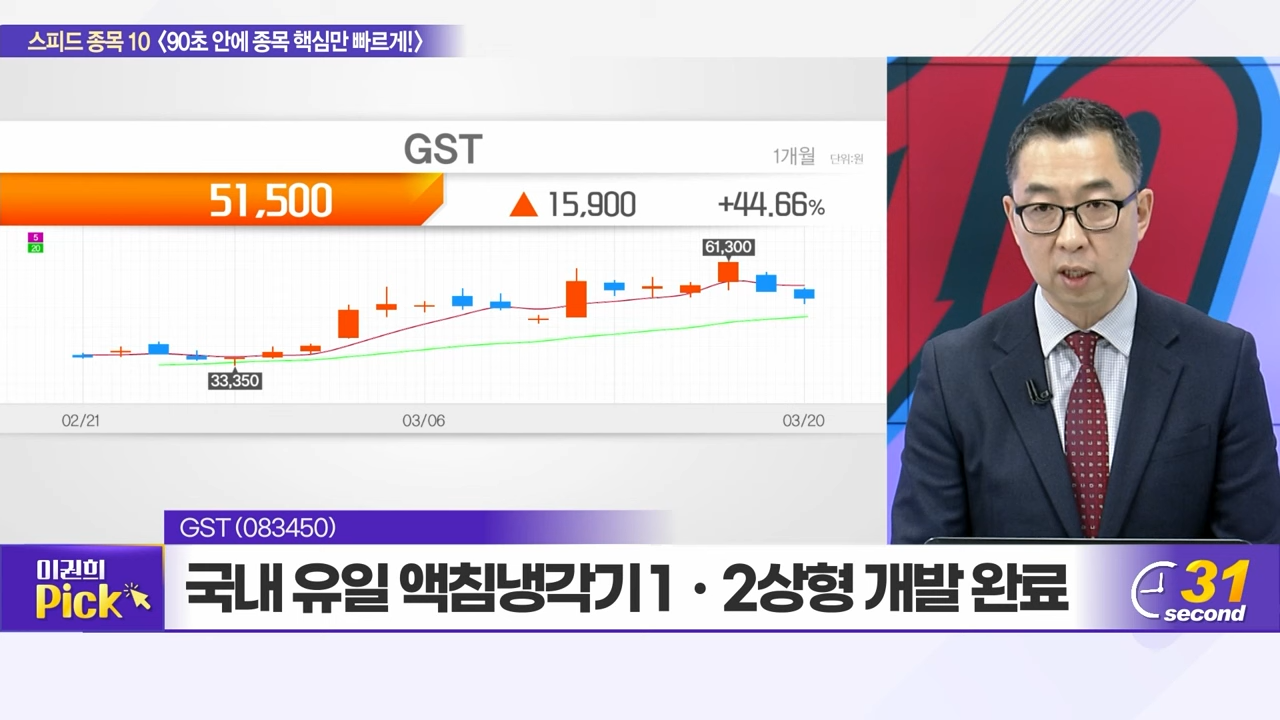 스피드 종목 10 〈90초 안에 종목 핵심만 빠르게!〉
GST
1개월 단위:원
51,500 ▲ 15,900 +44.66%
5
20
61,300
33,350
02/21 03/06 03/20
GST (083450)
이권희
Pick
국내 유일 액침냉각기 1 · 2상형 개발 완료
31
second